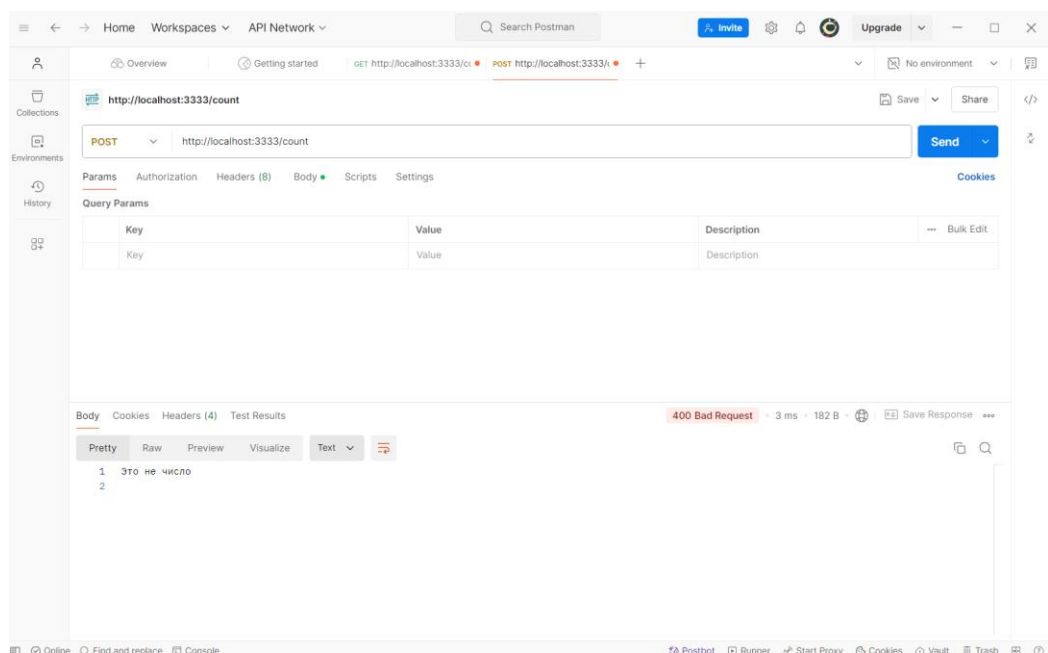 Home Workspaces API Network Search Postman Invite Upgrade
Overview Getting started GET http://localhost:3333/cc POST http://localhost:3333/c + No environment
HTTP http://localhost:3333/count Save Share
Collections
POST http://localhost:3333/count Send
Environments
Params Authorization Headers (8) Body Scripts Settings Cookies
History
Query Params
Key Value Description ••• Bulk Edit
Key Value Description
Body Cookies Headers (4) Test Results 400 Bad Request 3 ms 182 B Save Response
Pretty Raw Preview Visualize Text
1 Это не число
2
Online Find and replace Console Postbot Runner Start Proxy Cookies Vault Trash